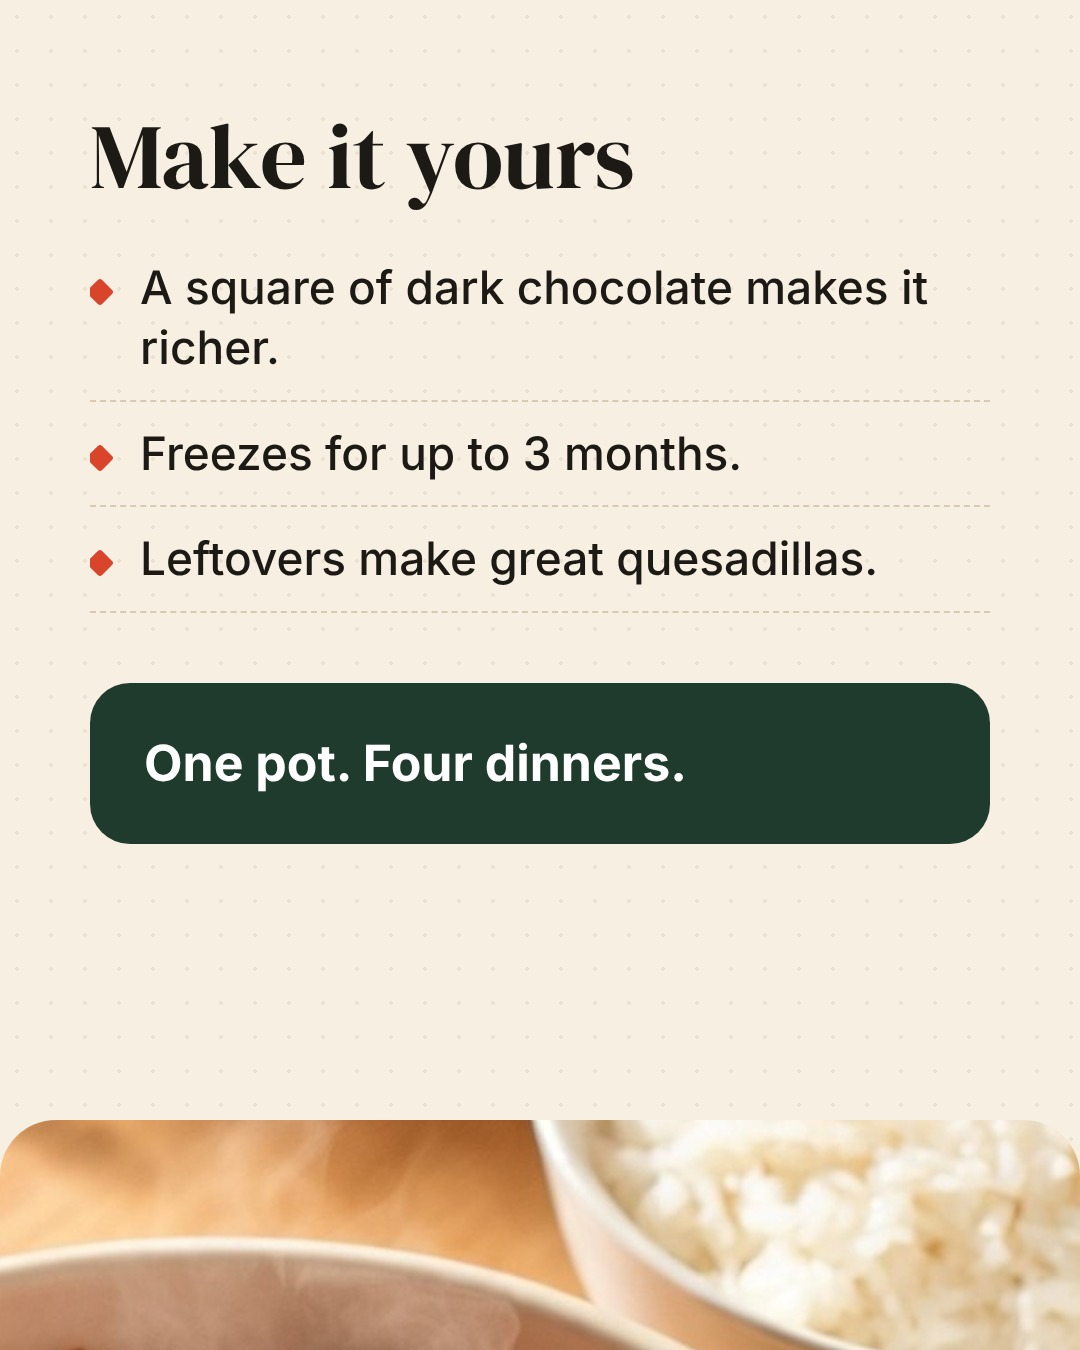 Make it yours
A square of dark chocolate makes it
richer.
Freezes for up to 3 months.
Leftovers make great quesadillas.
One pot. Four dinners.